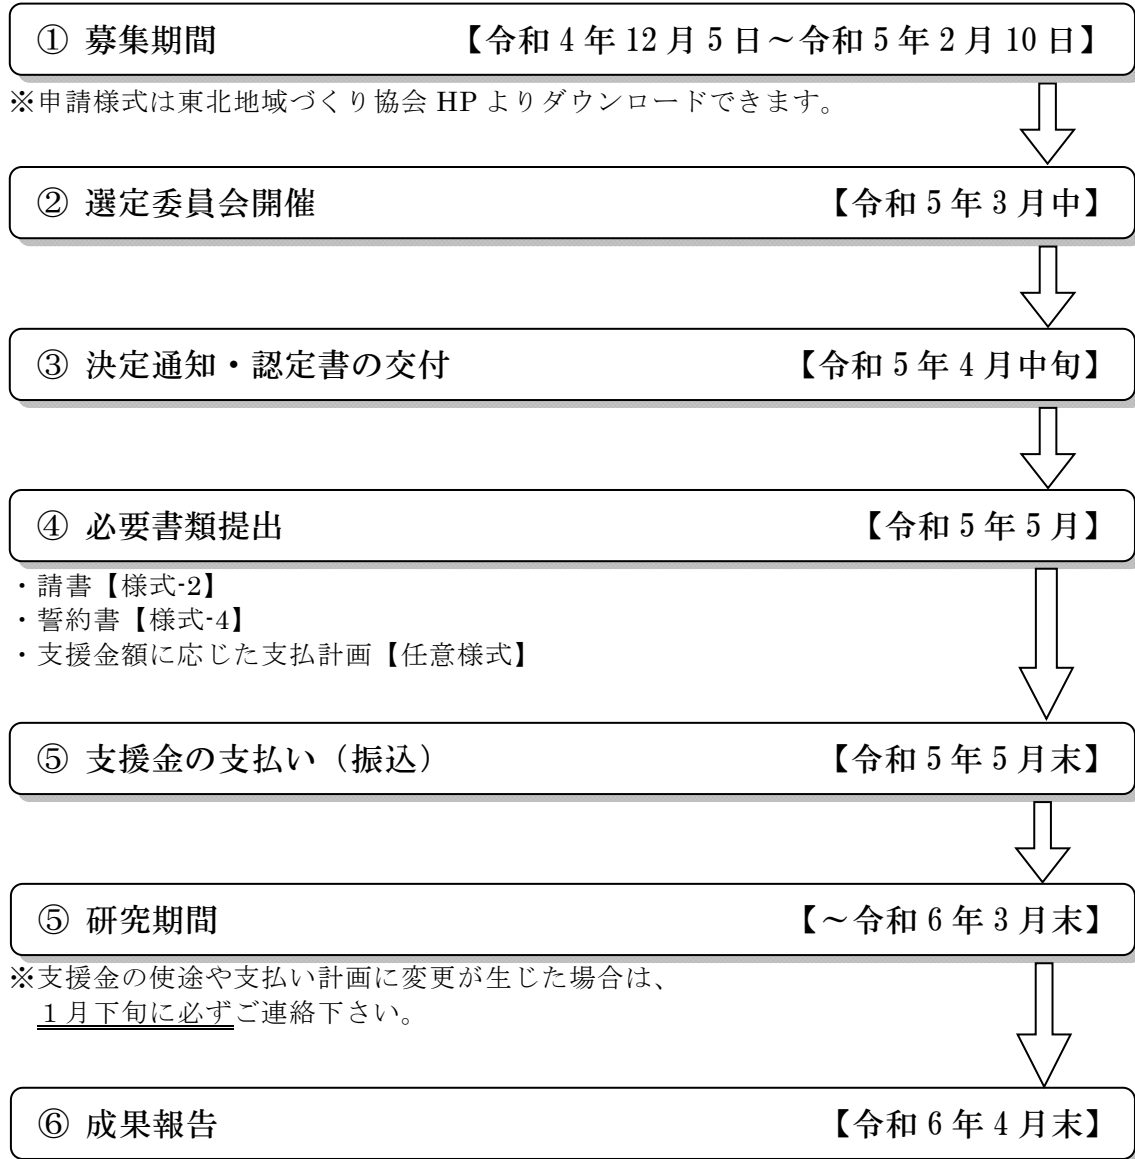 ① 募集期間 【令和4年12月5日～令和5年2月10日】
※申請様式は東北地域づくり協会 HP よりダウンロードできます。
② 選定委員会開催 【令和5年3月中】
③ 決定通知・認定書の交付 【令和5年4月中旬】
④ 必要書類提出 【令和5年5月】
・請書【様式-2】
・誓約書【様式-4】
・支援金額に応じた支払計画【任意様式】
⑤ 支援金の支払い（振込） 【令和5年5月末】
⑤ 研究期間 【～令和6年3月末】
※支援金の使途や支払い計画に変更が生じた場合は、
１月下旬に必ずご連絡下さい。
⑥ 成果報告 【令和6年4月末】